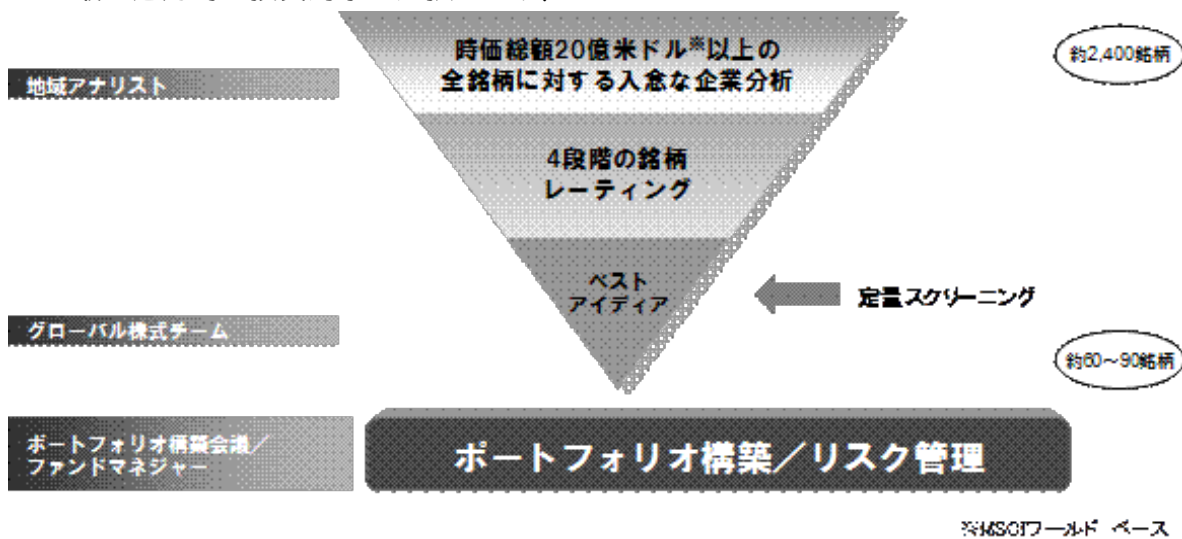 時価総額20億米ドル※以上の
全銘柄に対する入念な企業分析
約2,400銘柄
地域アナリスト
4段階の銘柄
レーティング
ベスト
アイディア
定量スクリーニング
グローバル株式チーム
約60～90銘柄
ポートフォリオ構築会議／
ファンドマネジャー
ポートフォリオ構築／リスク管理
※MSCIワールド ベース